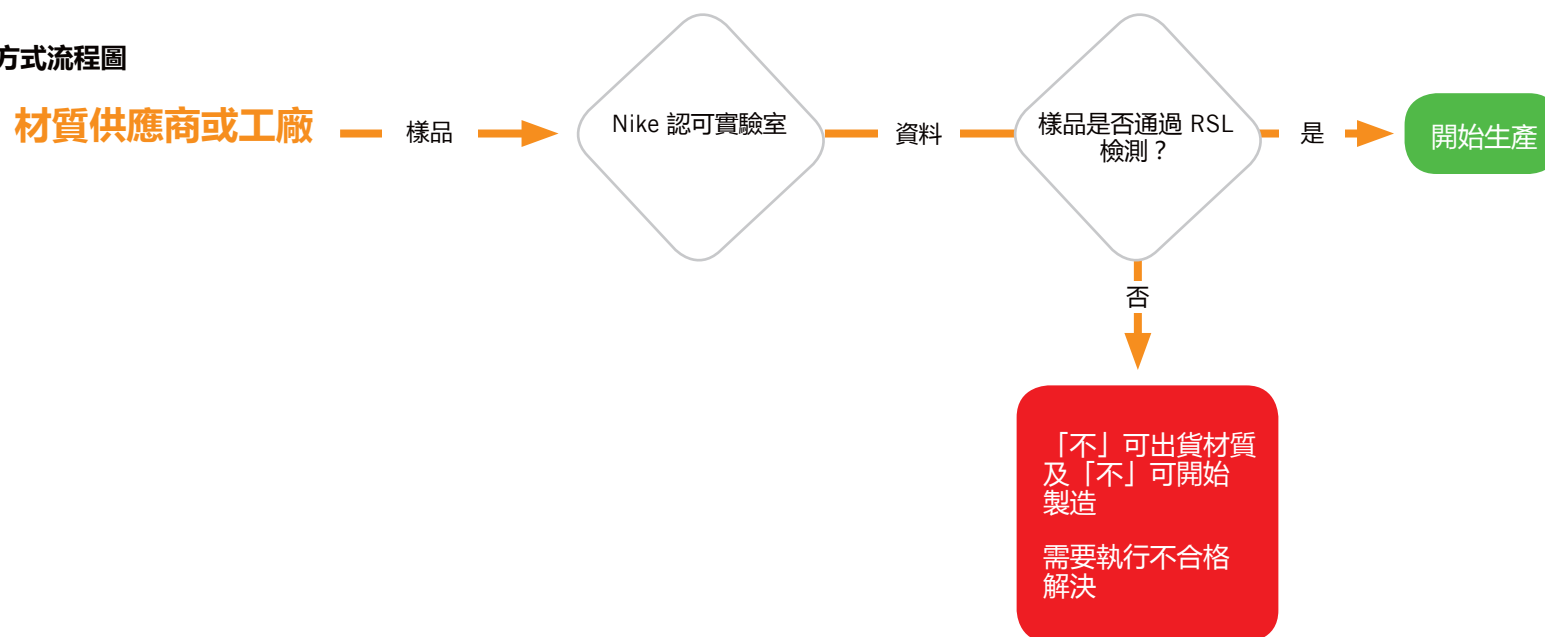 方式流程圖
材質供應商或工廠
樣品
Nike 認可實驗室
資料
樣品是否通過 RSL
檢測？
是
開始生產
否
「不」可出貨材質
及「不」可開始
製造
需要執行不合格
解決